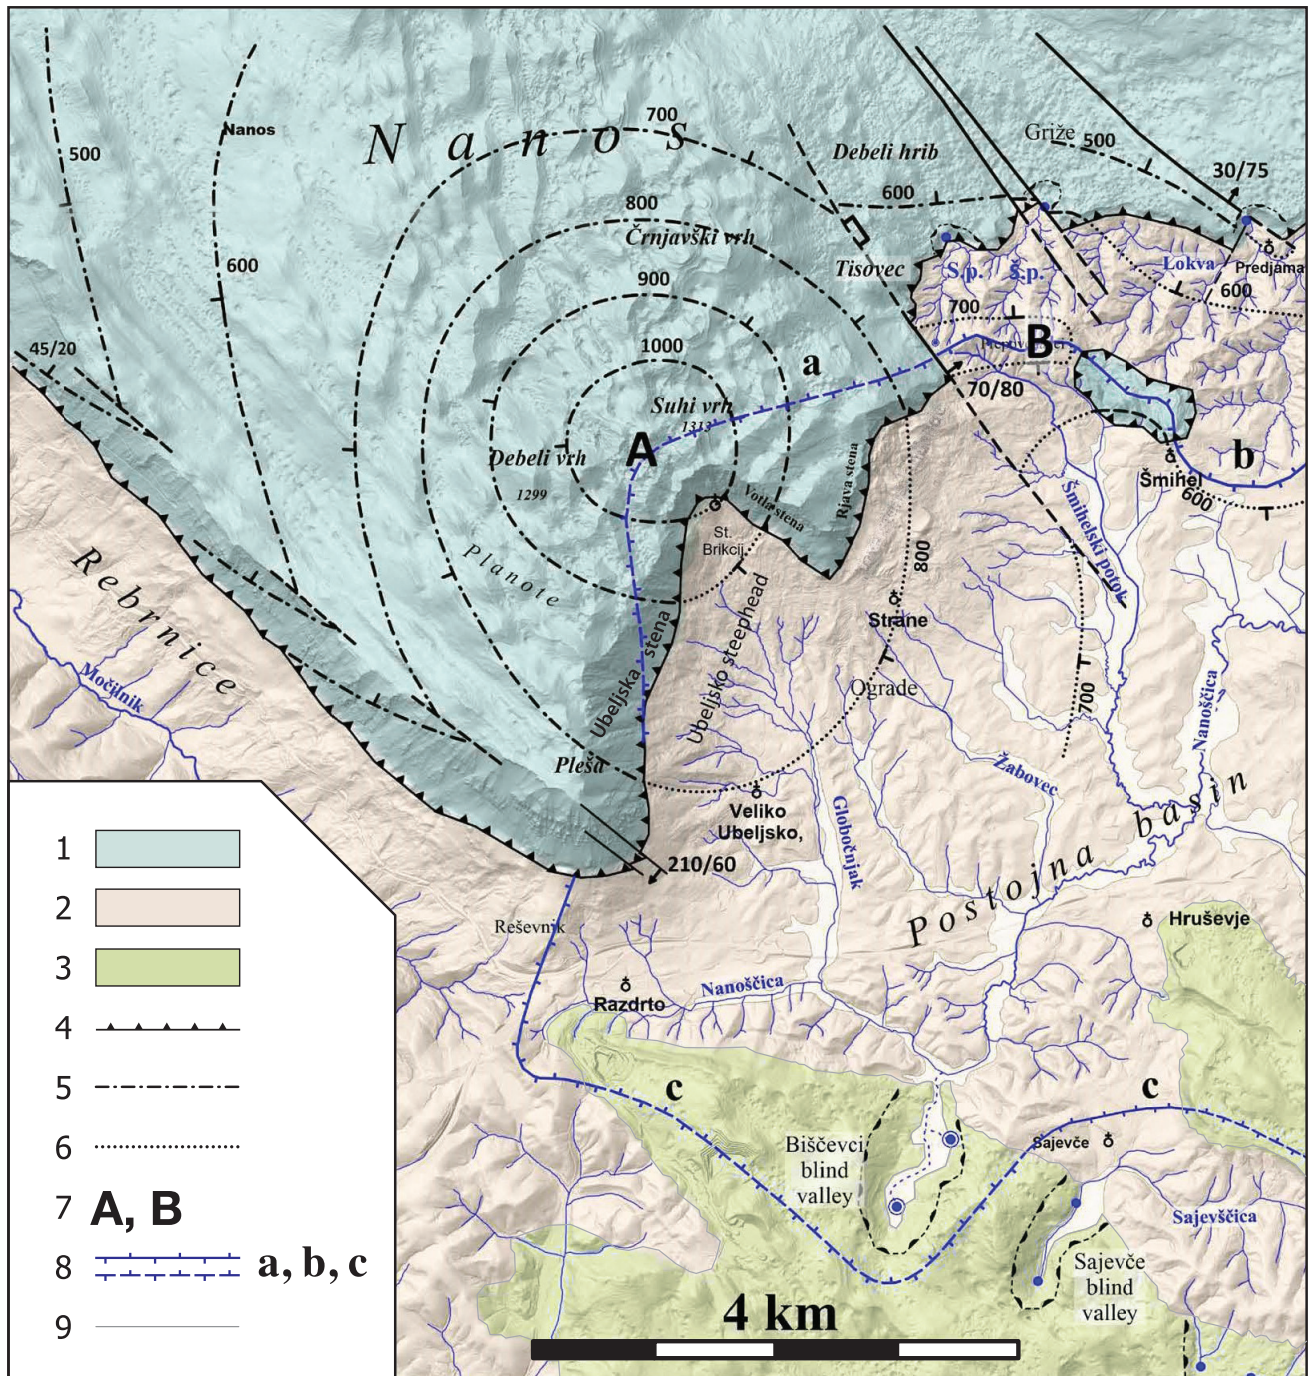 500
Nanos
N a n o s
700
Debeli hrib
Griže
500
30/75
600
800
Črnjavški vrh
Tisovec
S.p.
Š.p.
Lokva
Predjama
600
600
900
700
B
45/20
1000
a
70/80
Suhi vrh
1313
A
Debeli vrh
1299
Rjava stena
Votla stena
b
Šmihel
600
Šmihelski potok
St.
Brikcij
800
Planote
Rebrnice
Ubeljska stena
Ubeljsko steephead
Strane
Ograde
700
Nanoščica
Močilnik
Pleša
Žabovec
Veliko
Ubeljsko,
Globočnjak
Postojna basin
210/60
Reševnik
Hruševje
Razdrto
Nanoščica
c
c
Biščevci
blind
valley
Sajevče
Sajevščica
Sajevče
blind
valley
4 km
1
2
3
4
5
6
7 A, B
8 a, b, c
9